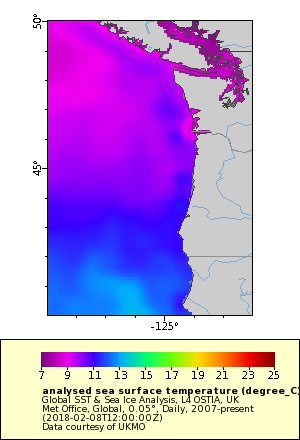 50°
45°
-125°
7 9 11 13 15 17 19 21 23 25
analysed sea surface temperature (degree_C)
Global SST & Sea Ice Analysis, L4 OSTIA, UK
Met Office, Global, 0.05°, Daily, 2007-present
(2018-02-08T12:00:00Z)
Data courtesy of UKMO